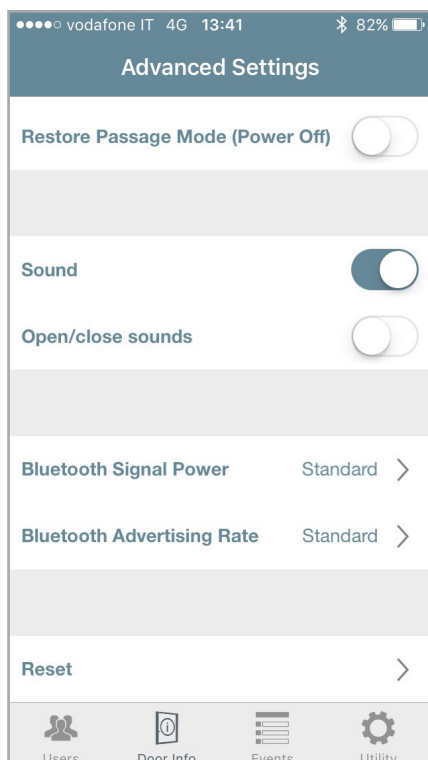 vodafone IT 4G 13:41 82%
Advanced Settings
Restore Passage Mode (Power Off)
Sound
Open/close sounds
Bluetooth Signal Power Standard
Bluetooth Advertising Rate Standard
Reset
Users Door Info Events Utility